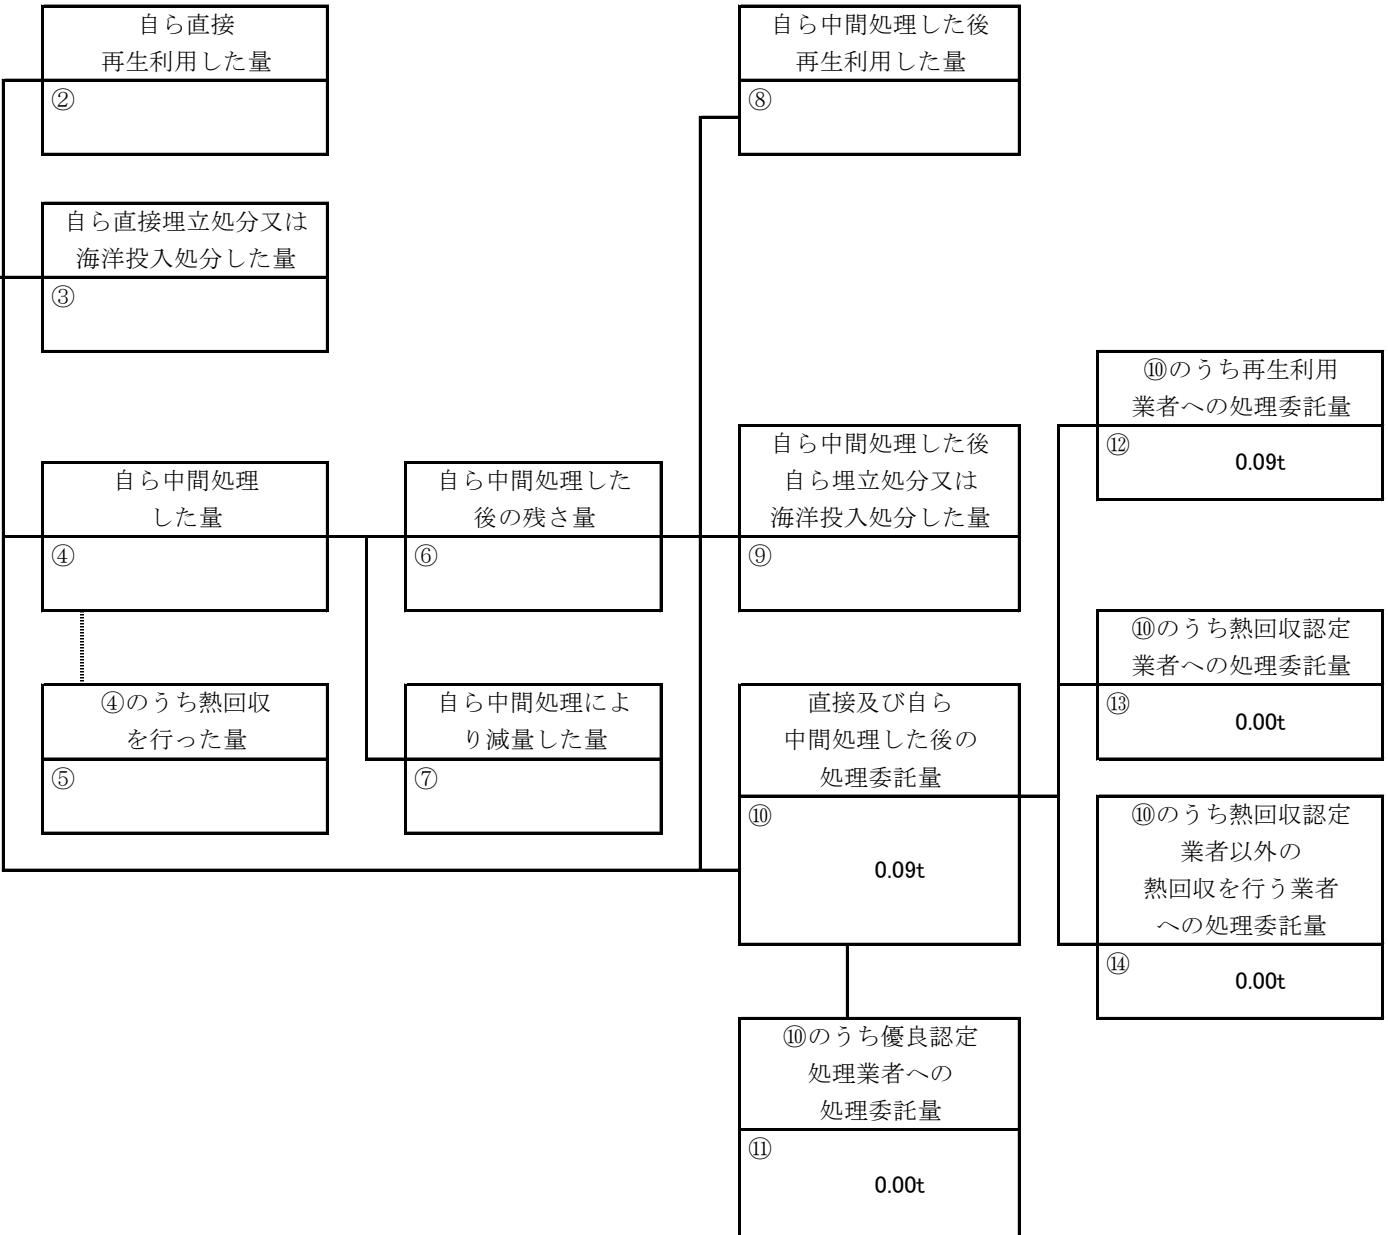 自ら直接
再生利用した量
②
自ら中間処理した後
再生利用した量
⑧
自ら直接埋立処分又は
海洋投入処分した量
③
⑩のうち再生利用
業者への処理委託量
⑫
0.09t
自ら中間処理
した量
④
自ら中間処理した
後の残さ量
⑥
自ら中間処理した後
自ら埋立処分又は
海洋投入処分した量
⑨
⑩のうち熱回収認定
業者への処理委託量
⑬
0.00t
④のうち熱回収
を行った量
⑤
自ら中間処理によ
り減量した量
⑦
直接及び自ら
中間処理した後の
処理委託量
⑩
0.09t
⑩のうち熱回収認定
業者以外の
熱回収を行う業者
への処理委託量
⑭
0.00t
⑩のうち優良認定
処理業者への
処理委託量
⑪
0.00t